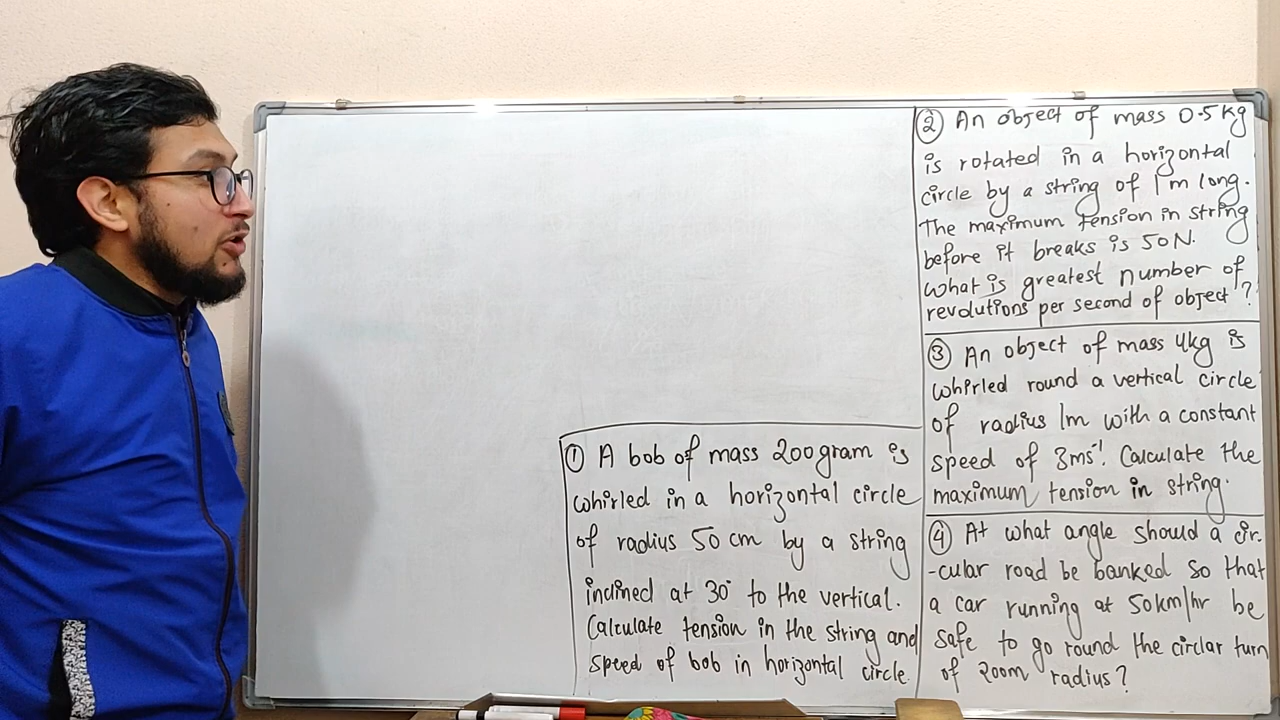 ② An object of mass 0.5kg
is rotated in a horizontal
circle by a string of 1m long.
The maximum tension in string
before it breaks is 50N.
what is greatest number of
revolutions per second of object?
③ An object of mass 4kg is
whirled round a vertical circle
of radius 1m with a constant
speed of 3ms⁻¹. Calculate the
maximum tension in string.
④ At what angle should a cir-
-cular road be banked so that
a car running at 50km/hr be
safe to go round the circlar turn
of 200m radius?
① A bob of mass 200gram is
whirled in a horizontal circle
of radius 50 cm by a string
inclined at 30° to the vertical.
Calculate tension in the string and
speed of bob in horizontal circle.